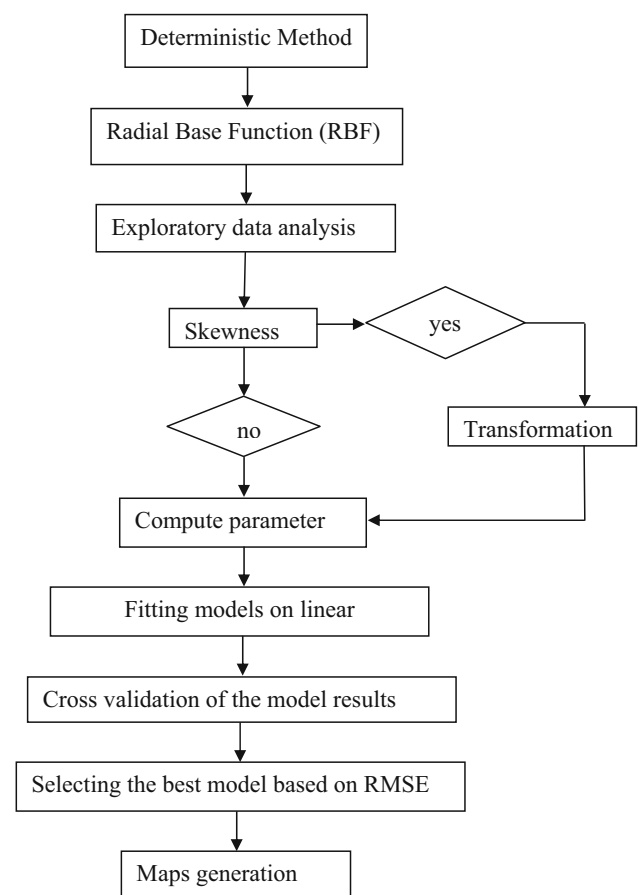 Deterministic Method
Radial Base Function (RBF)
Exploratory data analysis
Skewness
yes
no
Transformation
Compute parameter
Fitting models on linear
Cross validation of the model results
Selecting the best model based on RMSE
Maps generation